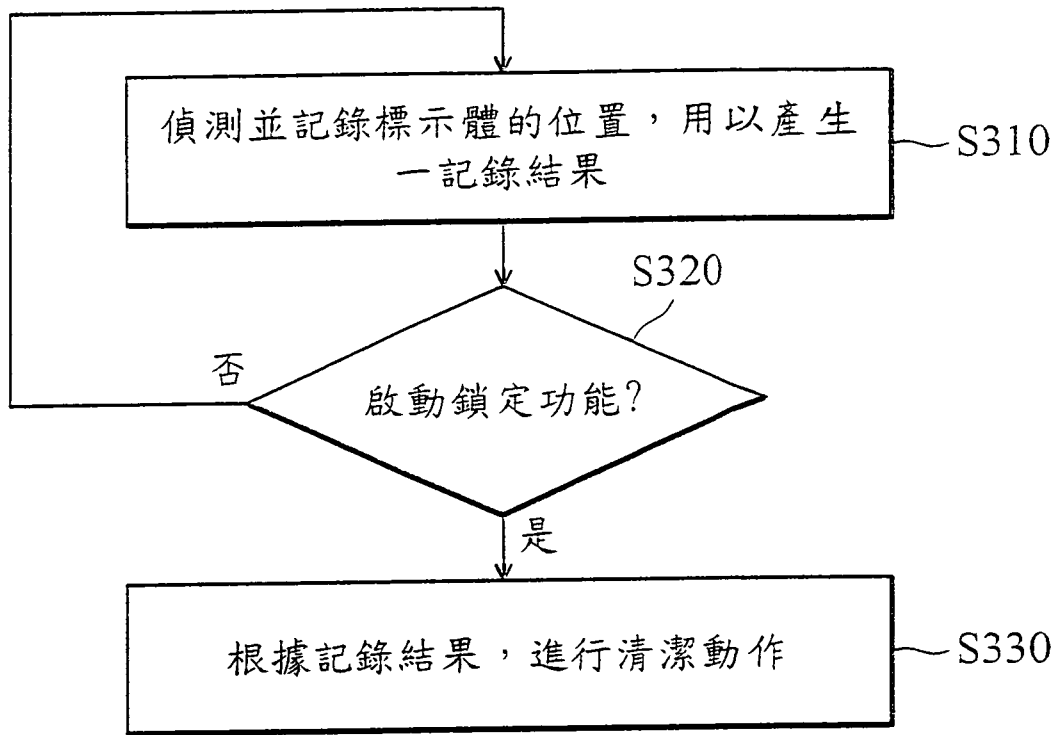 偵測並記錄標示體的位置，用以產生
一記錄結果
S310
S320
否
啟動鎖定功能?
是
根據記錄結果，進行清潔動作
S330